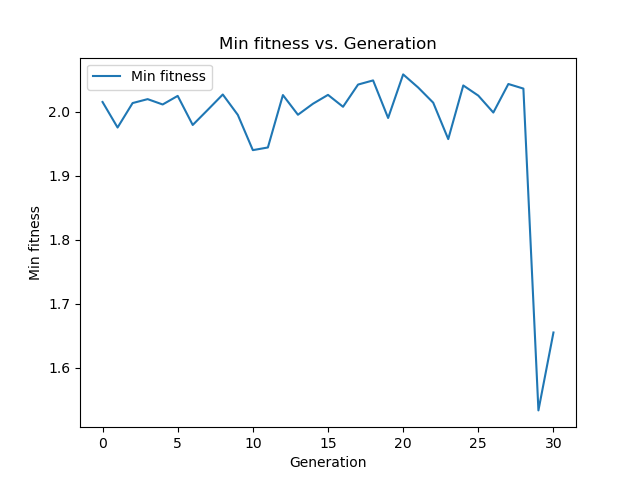 Min fitness vs. Generation
Min fitness
2.0
1.9
1.8
1.7
1.6
Min fitness
0 5 10 15 20 25 30
Generation